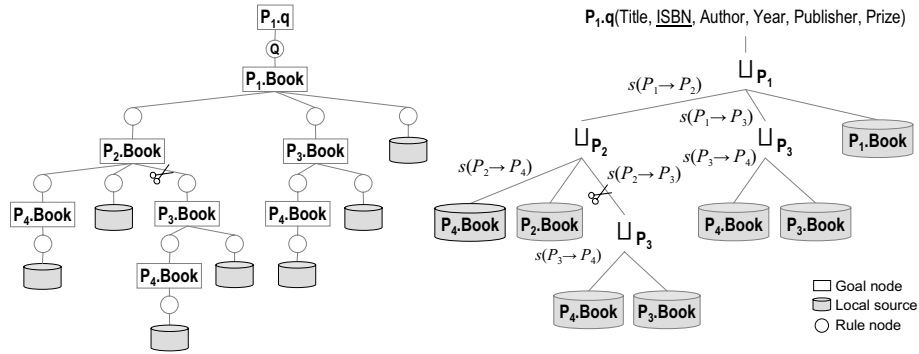 P1.q
Q
P1.Book
P2.Book
P3.Book
P4.Book
P3.Book
P4.Book
P4.Book
P1.q(Title, ISBN, Author, Year, Publisher, Prize)
⊔ P1
s(P1→ P2)
s(P1→ P3)
⊔ P2
⊔ P3
P1.Book
s(P2→ P4)
s(P2→ P3)
s(P3→ P4)
P4.Book
P2.Book
⊔ P3
P4.Book
P3.Book
s(P3→ P4)
P4.Book
P3.Book
Goal node
Local source
Rule node